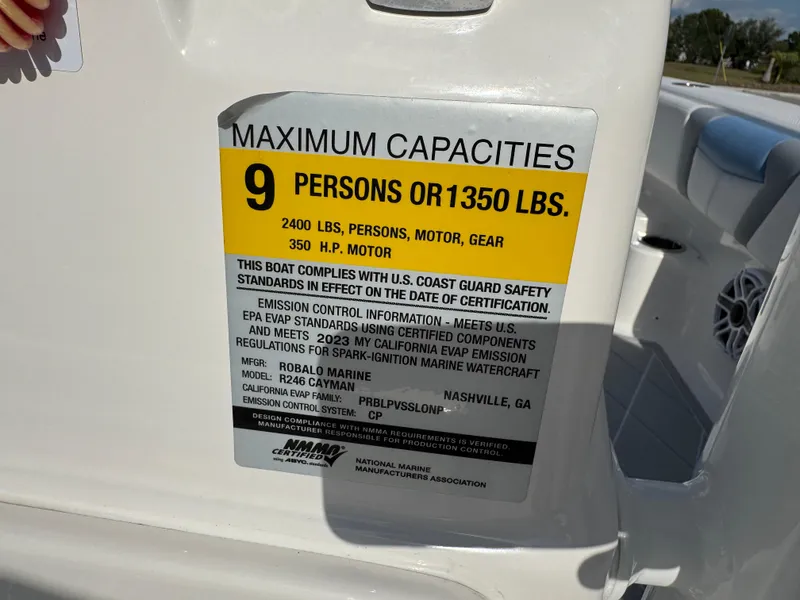 MAXIMUM CAPACITIES
9 PERSONS OR 1350 LBS.
2400 LBS, PERSONS, MOTOR, GEAR
350 H.P. MOTOR
THIS BOAT COMPLIES WITH U.S. COAST GUARD SAFETY
STANDARDS IN EFFECT ON THE DATE OF CERTIFICATION.
EMISSION CONTROL INFORMATION - MEETS U.S.
EPA EVAP STANDARDS USING CERTIFIED COMPONENTS
AND MEETS 2023 MY CALIFORNIA EVAP EMISSION
REGULATIONS FOR SPARK-IGNITION MARINE WATERCRAFT
MFGR: ROBALO MARINE
MODEL: R246 CAYMAN NASHVILLE, GA
CALIFORNIA EVAP FAMILY: PRBLPVSSLONP
EMISSION CONTROL SYSTEM: CP
DESIGN COMPLIANCE WITH NMMA REQUIREMENTS IS VERIFIED.
MANUFACTURER RESPONSIBLE FOR PRODUCTION CONTROL.
NMMA
CERTIFIED
using ABYC standards
NATIONAL MARINE
MANUFACTURERS ASSOCIATION